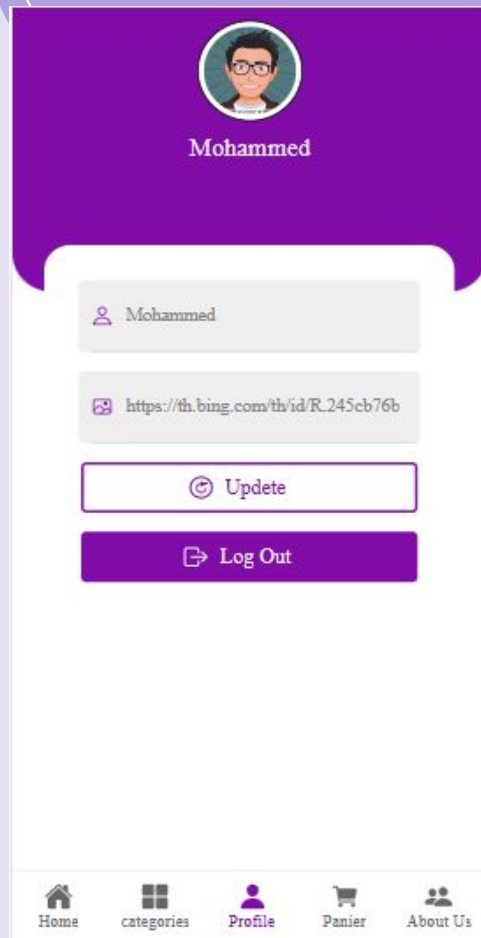 Mohammed
Mohammed
https://th.bing.com/th/id/R.245cb76b
Updete
Log Out
Home categories Profile Panier About Us